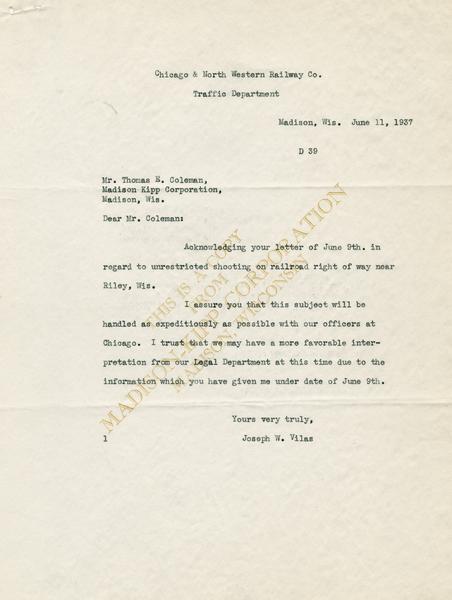 Chicago & North Western Railway Co.
Traffic Department
Madison, Wis. June 11, 1937
D 39
Mr. Thomas E. Coleman,
Madison Kipp Corporation,
Madison, Wis.
Dear Mr. Coleman:
Acknowledging your letter of June 9th. in
regard to unrestricted shooting on railroad right of way near
Riley, Wis.
I assure you that this subject will be
handled as expeditiously as possible with our officers at
Chicago. I trust that we may have a more favorable inter-
pretation from our Legal Department at this time due to the
information which you have given me under date of June 9th.
Yours very truly,
1 Joseph W. Vilas
THIS IS A COPY
FROM
MADISON-KIPP CORPORATION
MADISON, WISCONSIN